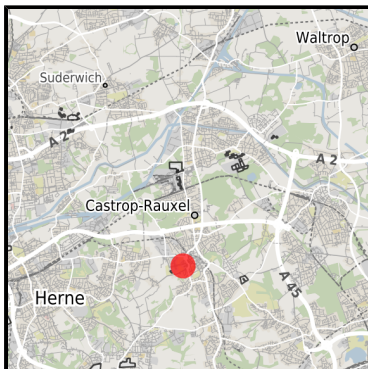 Waltrop
Suderwich
A 2
A 2
Castrop-Rauxel
A 45
Herne